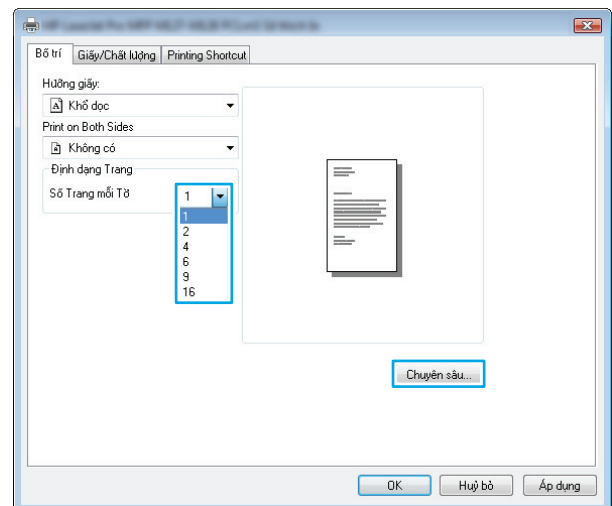 Bố trí
Giấy/Chất lượng
Printing Shortcut
Hướng giấy:
Khổ dọc
Print on Both Sides
Không có
Định dạng Trang
Số Trang mỗi Tờ
1
1
2
4
6
9
16
Chuyên sâu...
OK
Huỷ bỏ
Áp dụng